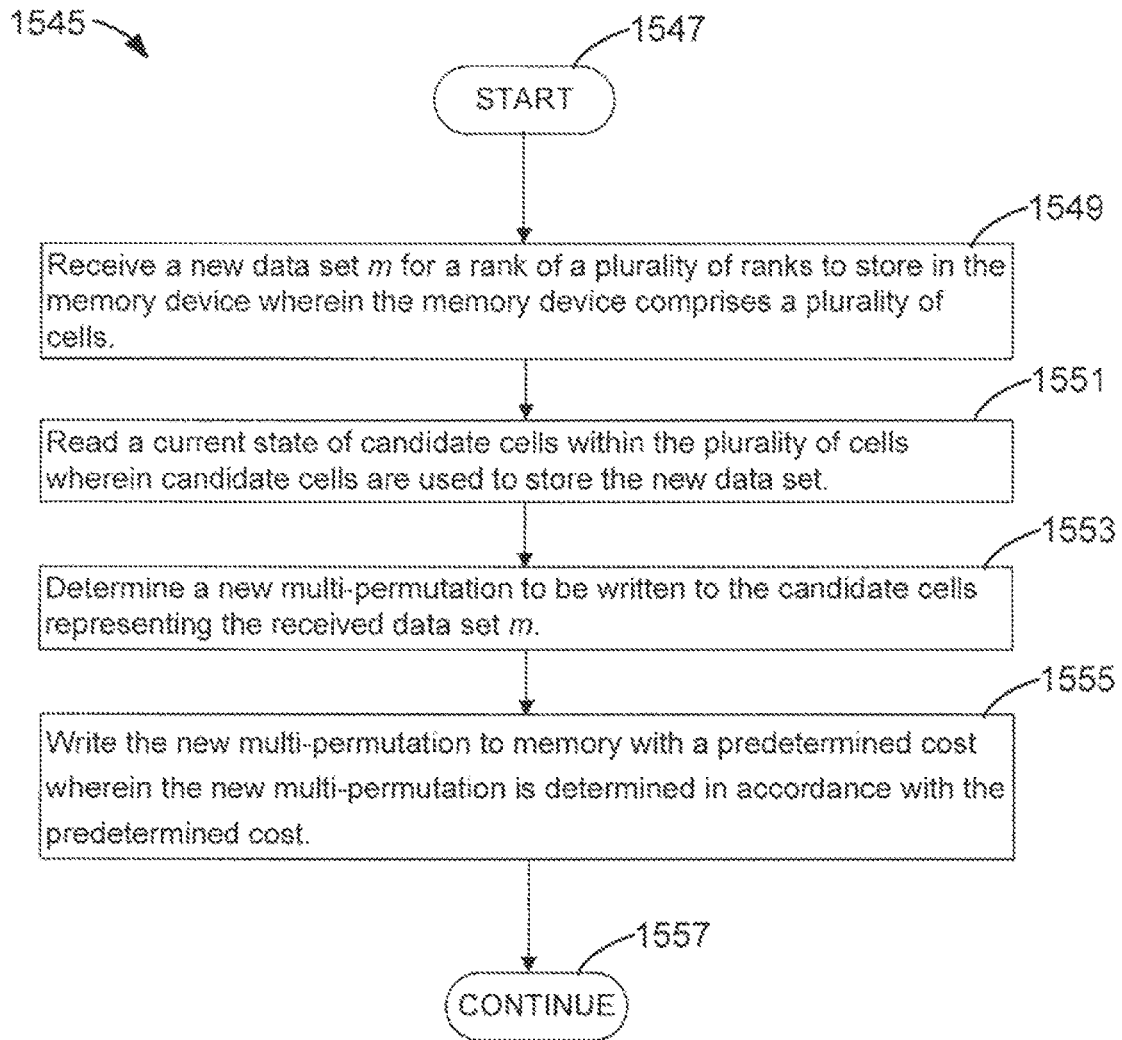 1545
1547
START
1549
Receive a new data set m for a rank of a plurality of ranks to store in the
memory device wherein the memory device comprises a plurality of
cells.
1551
Read a current state of candidate cells within the plurality of cells
wherein candidate cells are used to store the new data set.
1553
Determine a new multi-permutation to be written to the candidate cells
representing the received data set m.
1555
Write the new multi-permutation to memory with a predetermined cost
wherein the new multi-permutation is determined in accordance with the
predetermined cost.
1557
CONTINUE